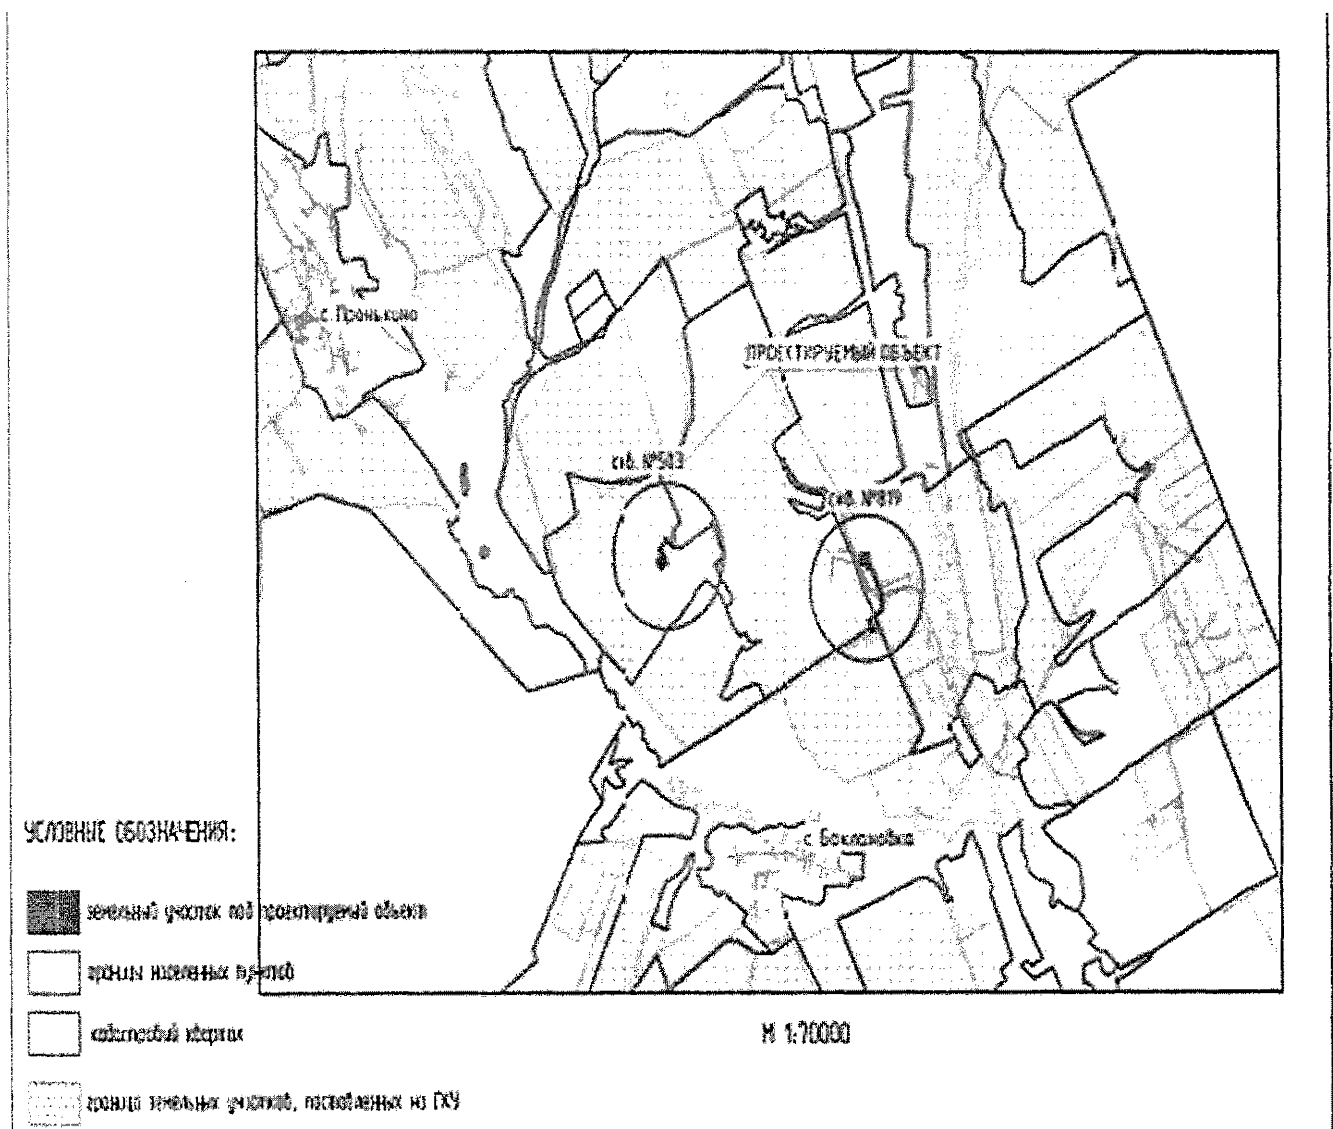 с. Пронькино
ПРОЕКТИРУЕМЫЙ ОБЪЕКТ
скв. №503
скв. №819
с. Баклановка
УСЛОВНЫЕ ОБОЗНАЧЕНИЯ:
земельный участок под проектируемый объект
границы населенных пунктов
кадастровый квартал
М 1:70000
граница земельных участков, поставленных на ГКУ